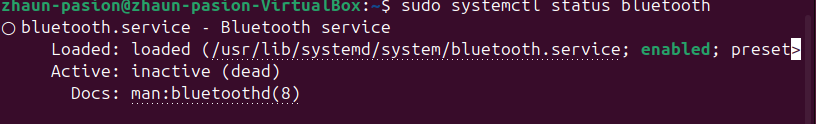 zhaun-pasion@zhaun-pasion-VirtualBox:~$ sudo systemctl status bluetooth
○ bluetooth.service - Bluetooth service
Loaded: loaded (/usr/lib/systemd/system/bluetooth.service; enabled; preset>
Active: inactive (dead)
Docs: man:bluetoothd(8)